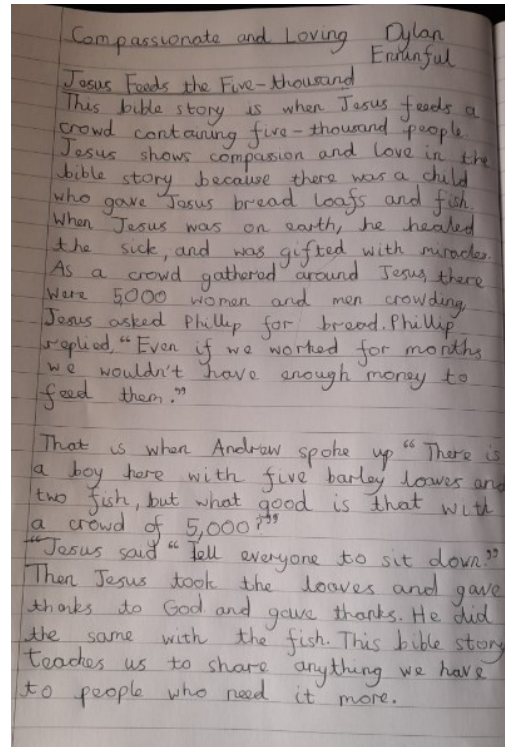 Compassionate and Loving Dylan
Jesus Feeds the Five-thousand
This bible story is when Jesus feeds a
crowd containing five-thousand people.
Jesus shows compassion and love in the
bible story because there was a child
who gave Jesus bread loafs and fish.
When Jesus was on earth, he healed
the sick, and was gifted with miracles.
As a crowd gathered around Jesus, there
were 5000 women and men crowding,
Jesus asked Phillip for bread. Phillip
replied, “Even if we worked for months
we wouldn't have enough money to
feed them.”
That is when Andrew spoke up “There is
a boy here with five barley loaves and
two fish, but what good is that with
a crowd of 5,000?”
“Jesus said “Tell everyone to sit down.”
Then Jesus took the loaves and gave
thanks to God and gave thanks. He did
the same with the fish. This bible story
teaches us to share anything we have
to people who need it more.